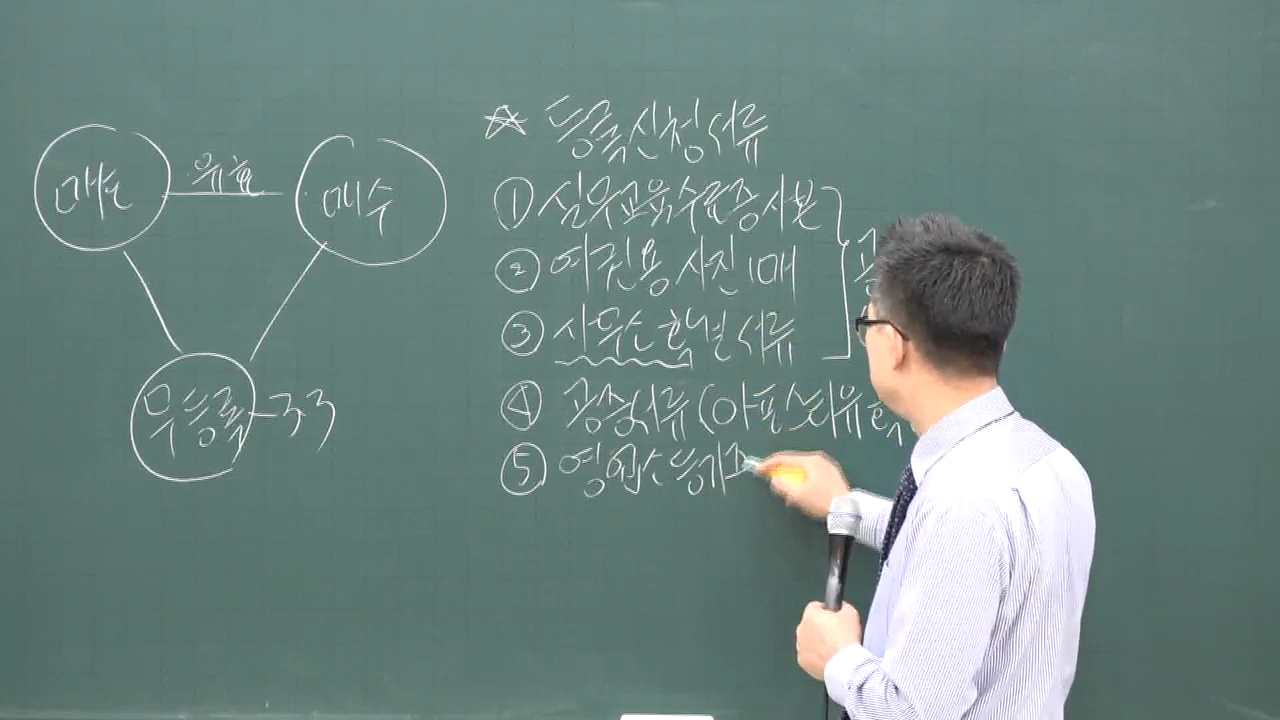 매도
유효
매수
무등록 - 3 3
☆ 등록신청서류
① 실무교육수료증사본
② 여권용 사진 1매
③ 사무소확보서류
④ 공증서류(아포스티유
⑤ 영업소등기